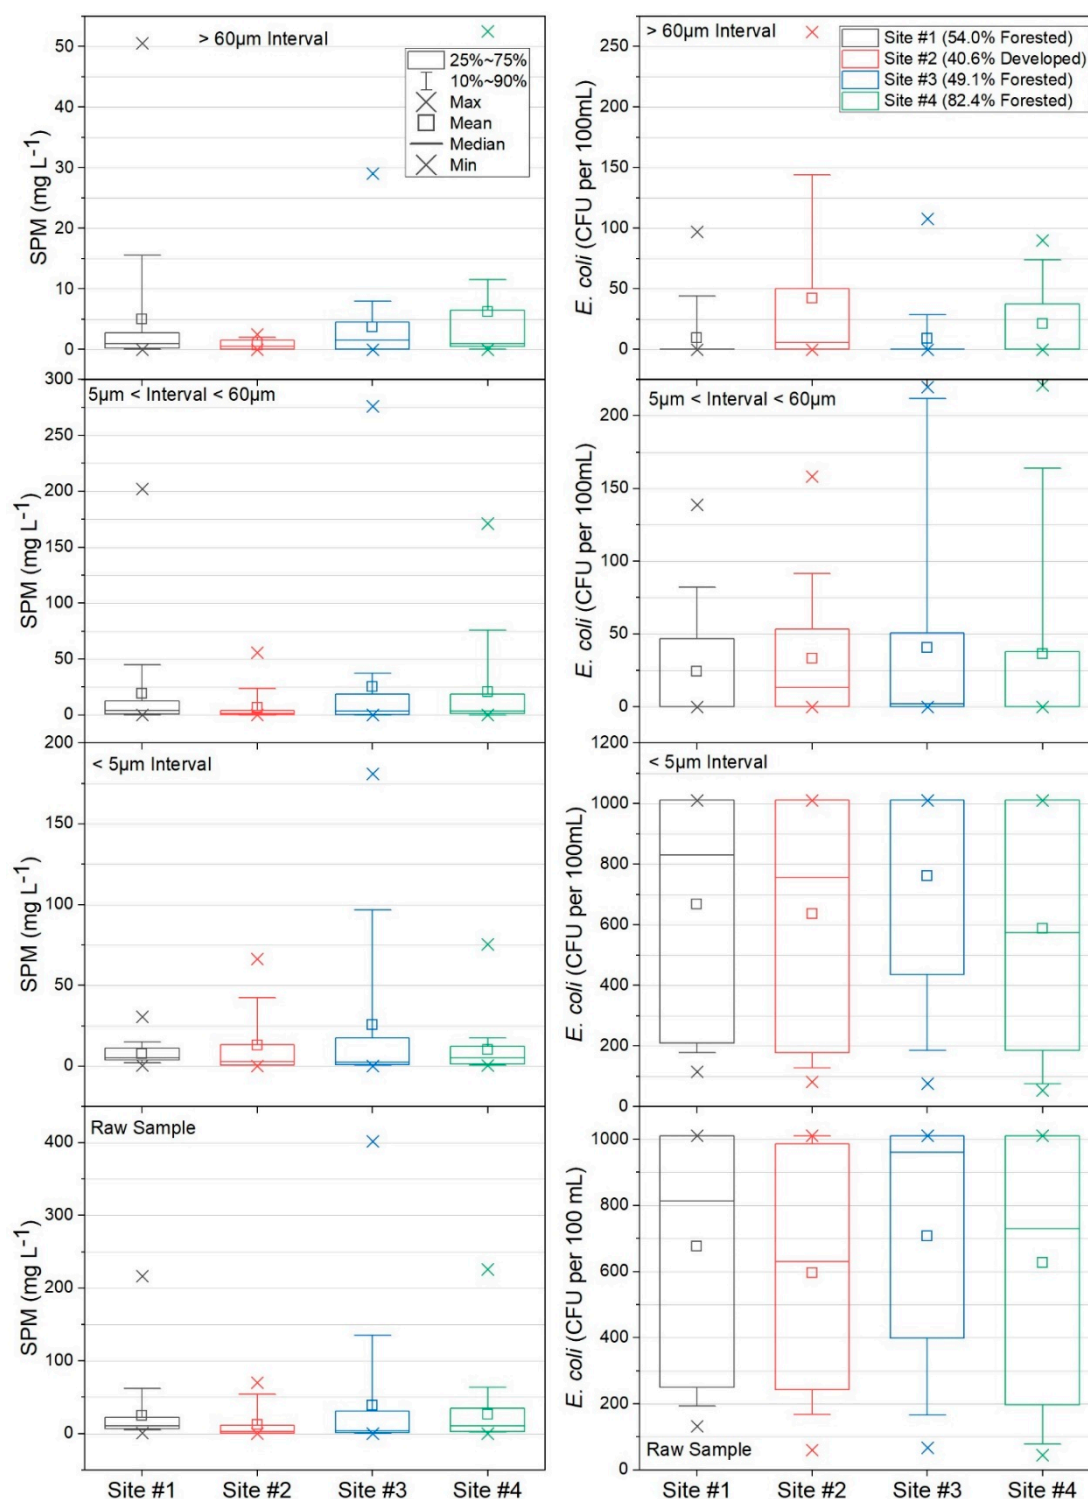 > 60µm Interval
25%~75%
10%~90%
Max
Mean
Median
Min
SPM (mg L⁻¹)
50
40
30
20
10
0
> 60µm Interval
Site #1 (54.0% Forested)
Site #2 (40.6% Developed)
Site #3 (49.1% Forested)
Site #4 (82.4% Forested)
E. coli (CFU per 100mL)
250
200
150
100
50
0
5µm < Interval < 60µm
SPM (mg L⁻¹)
300
250
200
150
100
50
0
5µm < Interval < 60µm
E. coli (CFU per 100mL)
200
150
100
50
0
< 5µm Interval
SPM (mg L⁻¹)
200
150
100
50
0
< 5µm Interval
E. coli (CFU per 100mL)
1200
1000
800
600
400
200
0
Raw Sample
SPM (mg L⁻¹)
400
300
200
100
0
Site #1 Site #2 Site #3 Site #4
E. coli (CFU per 100 mL)
1000
800
600
400
200
0
Raw Sample
Site #1 Site #2 Site #3 Site #4